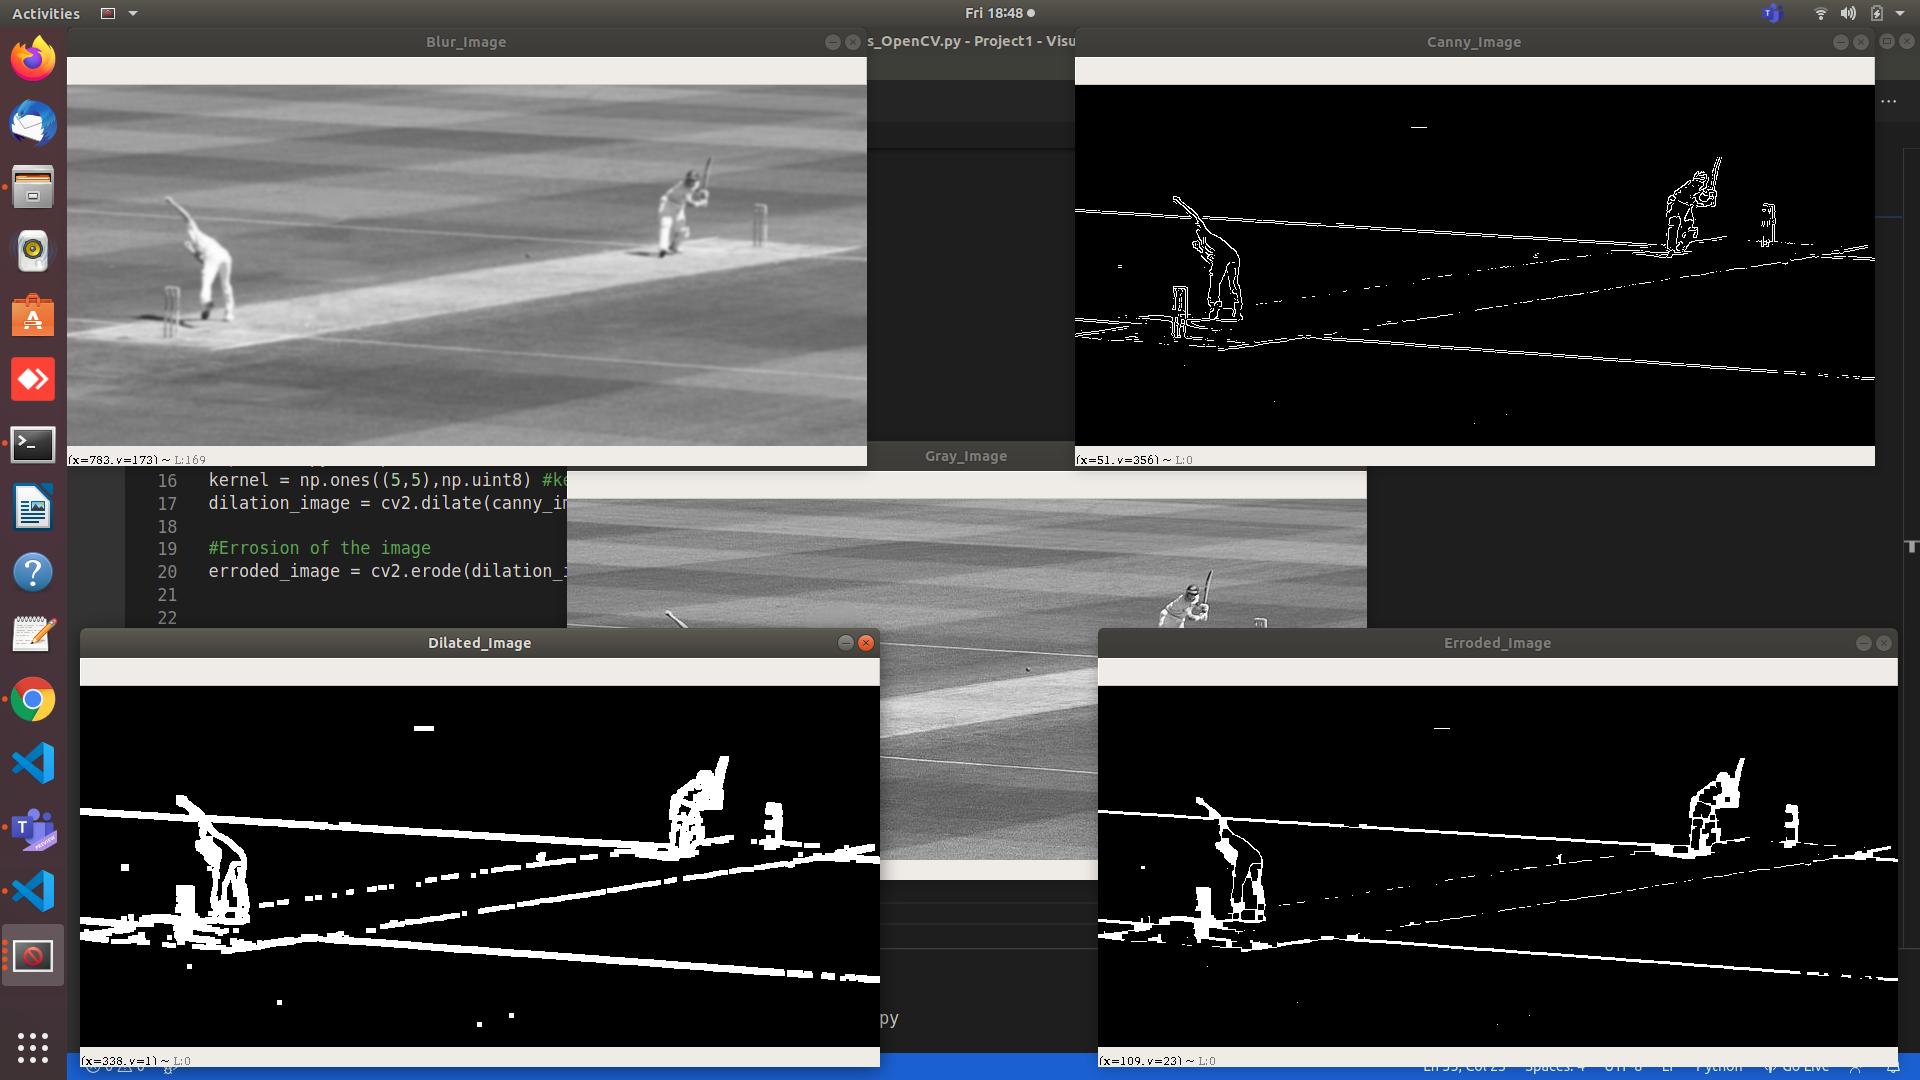 Activities
Fri 18:48
Blur_Image
s_OpenCV.py - Project1 - Visu
Canny_Image
(x=783, y=173) ~ L:169
(x=51, y=356) ~ L:0
Gray_Image
16 kernel = np.ones((5,5),np.uint8)
17 dilation_image = cv2.dilate(canny_i
18
19 #Errosion of the image
20 erroded_image = cv2.erode(dilation_
21
22
Dilated_Image
Erroded_Image
py
(x=338, y=1) ~ L:0
(x=109, y=23) ~ L:0